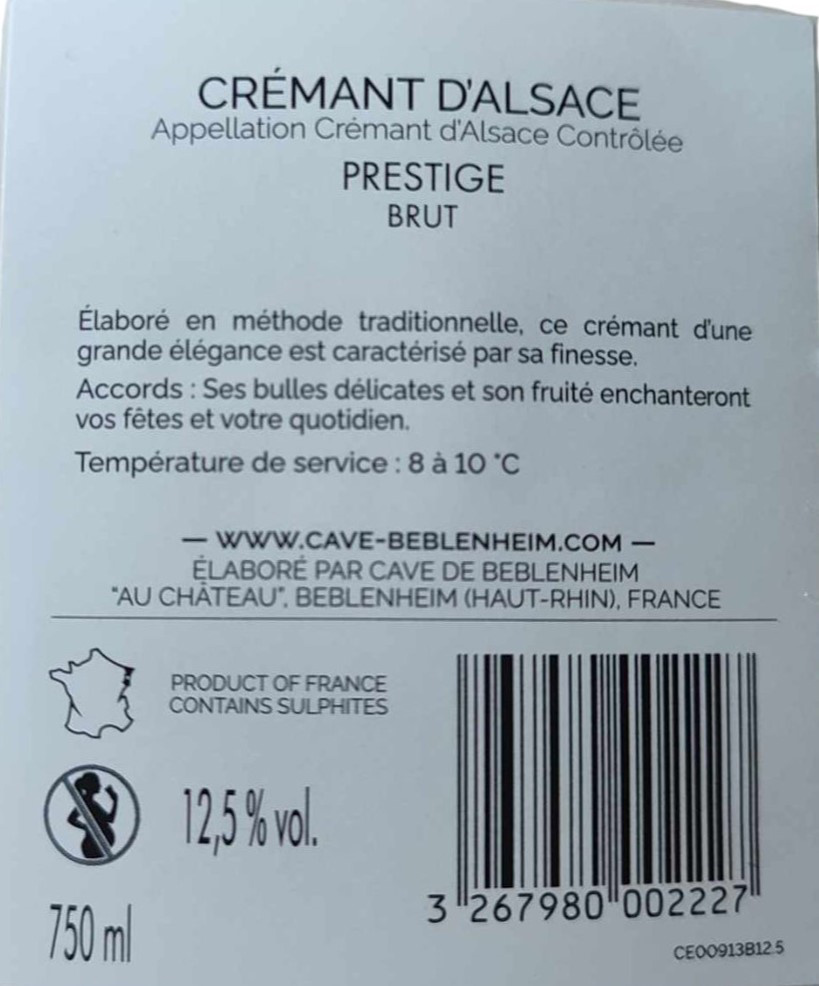 CRÉMANT D'ALSACE
Appellation Crémant d'Alsace Contrôlée
PRESTIGE
BRUT
Élaboré en méthode traditionnelle, ce crémant d'une
grande élégance est caractérisé par sa finesse.
Accords : Ses bulles délicates et son fruité enchanteront
vos fêtes et votre quotidien.
Température de service : 8 à 10 °C
— WWW.CAVE-BEBLENHEIM.COM —
ÉLABORÉ PAR CAVE DE BEBLENHEIM
"AU CHÂTEAU", BEBLENHEIM (HAUT-RHIN), FRANCE
PRODUCT OF FRANCE
CONTAINS SULPHITES
12,5 % vol.
750 ml
3 267980 002227
CE00913B12.5